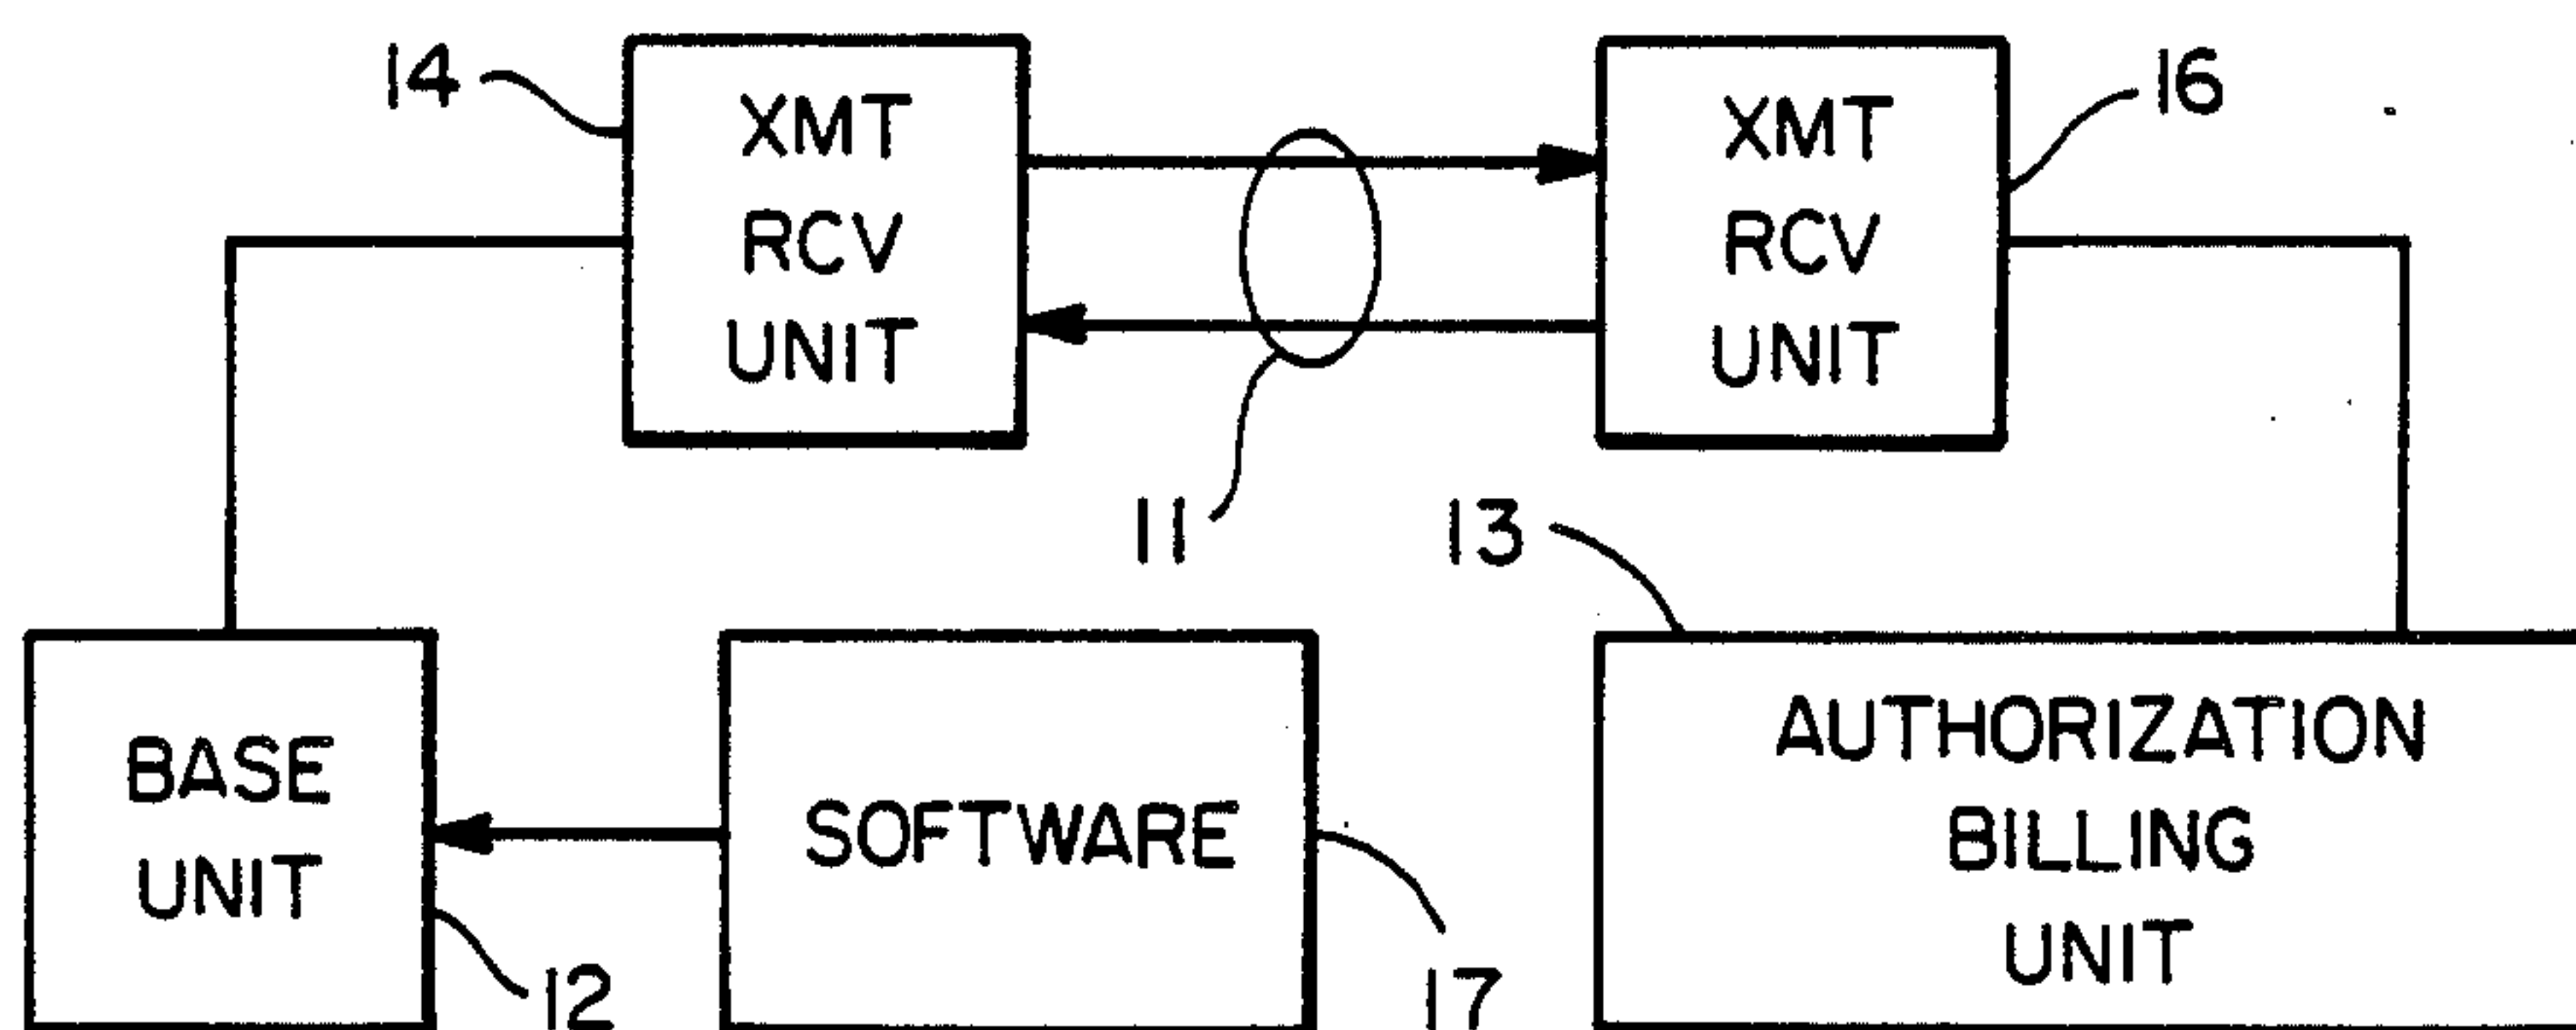 14
XMT
RCV
UNIT
XMT
RCV
UNIT
16
11
13
BASE
UNIT
12
SOFTWARE
17
AUTHORIZATION
BILLING
UNIT